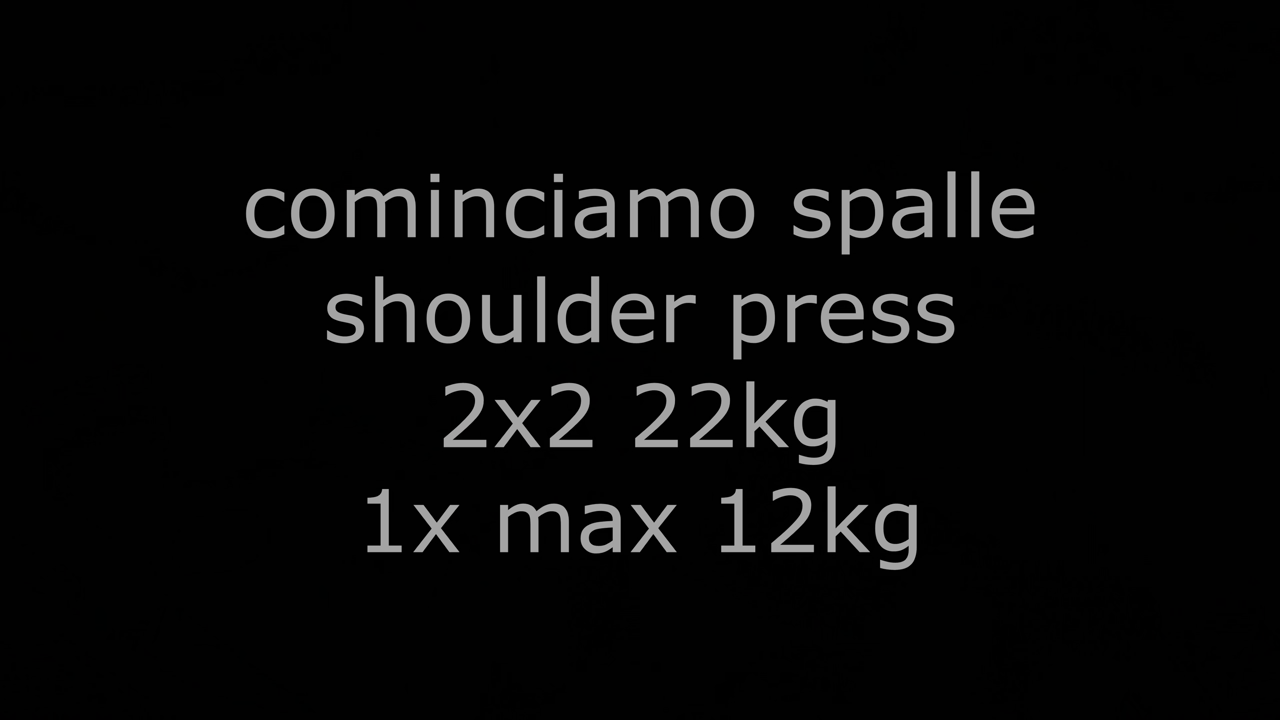 cominciamo spalle
shoulder press
2x2 22kg
1x max 12kg